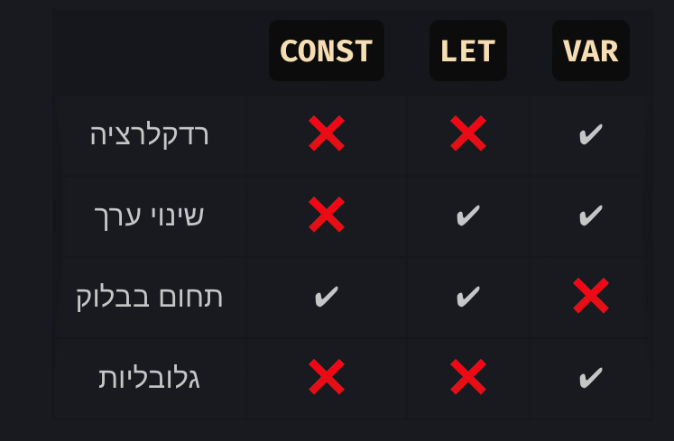 CONST LET VAR
רדקלרציה ❌ ❌ ✔
שינוי ערך ❌ ✔ ✔
תחום בבלוק ✔ ✔ ❌
גלובליות ❌ ❌ ✔